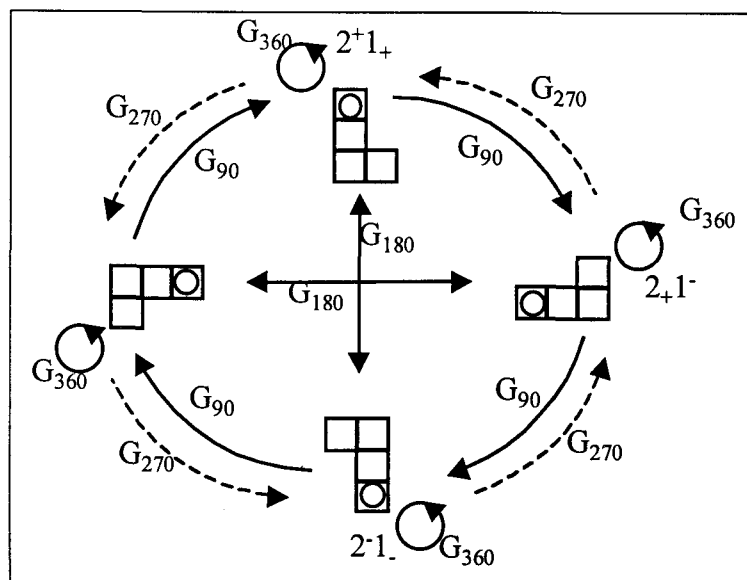 G₃₆₀ 2⁺1₊
G₂₇₀ G₂₇₀
G₉₀ G₉₀
G₃₆₀
G₁₈₀
G₁₈₀
2₊1⁻
G₃₆₀
G₉₀ G₉₀
G₂₇₀ G₂₇₀
2⁻1₋ G₃₆₀